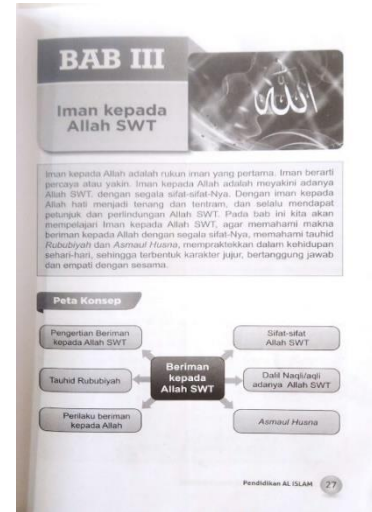 BAB III
Iman kepada
Allah SWT
الله
Iman kepada Allah adalah rukun iman yang pertama. Iman berarti
percaya atau yakin. Iman kepada Allah adalah meyakini adanya
Allah SWT. dengan segala sifat-sifat-Nya. Dengan iman kepada
Allah hati menjadi tenang dan tentram, dan selalu mendapat
petunjuk dan perlindungan Allah SWT. Pada bab ini kita akan
mempelajari Iman kepada Allah SWT, agar memahami makna
beriman kepada Allah dengan segala sifat-Nya, memahami tauhid
Rububiyah dan Asmaul Husna, mempraktekkan dalam kehidupan
sehari-hari, sehingga terbentuk karakter jujur, bertanggung jawab
dan empati dengan sesama.
Peta Konsep
Pengertian Beriman
kepada Allah SWT
Tauhid Rububiyah
Perilaku beriman
kepada Allah
Beriman
kepada
Allah SWT
Sifat-sifat
Allah SWT
Dalil Naqli/aqli
adanya Allah SWT
Asmaul Husna
Pendidikan AL ISLAM 27